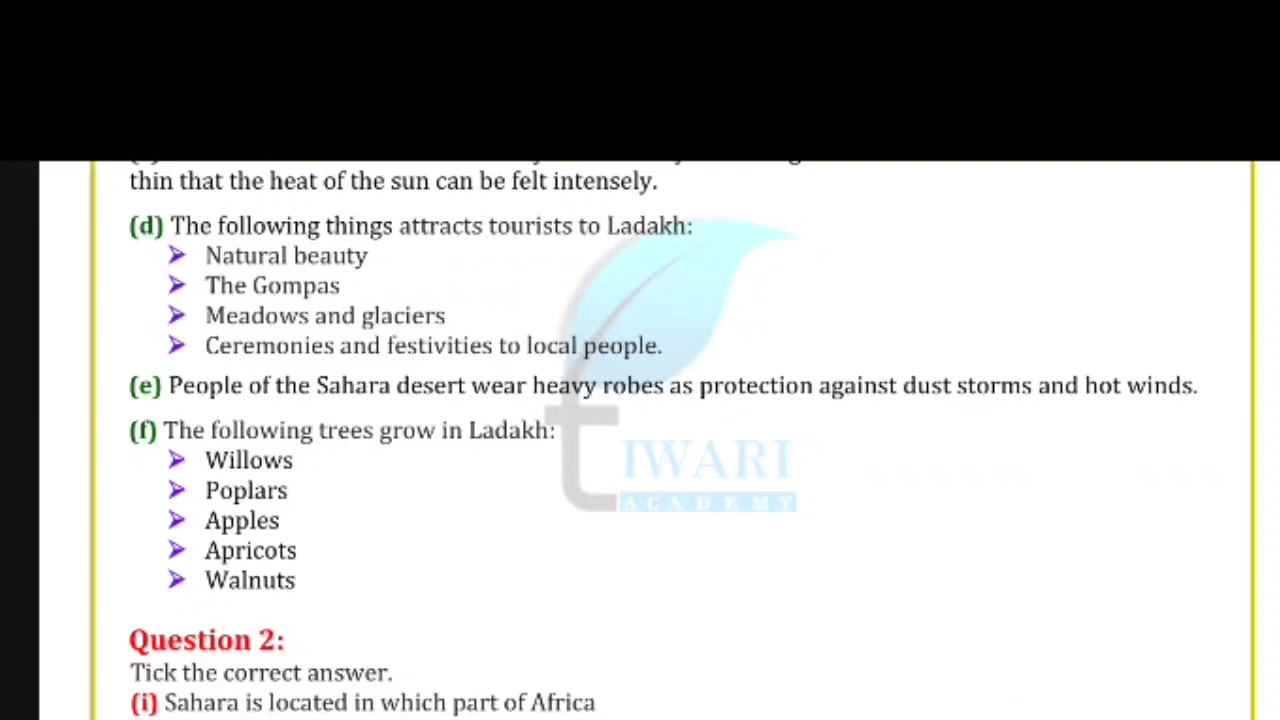 thin that the heat of the sun can be felt intensely.
(d) The following things attracts tourists to Ladakh:
➢ Natural beauty
➢ The Gompas
➢ Meadows and glaciers
➢ Ceremonies and festivities to local people.
(e) People of the Sahara desert wear heavy robes as protection against dust storms and hot winds.
(f) The following trees grow in Ladakh:
➢ Willows
➢ Poplars
➢ Apples
➢ Apricots
➢ Walnuts
TIWARI
ACADEMY
Question 2:
Tick the correct answer.
(i) Sahara is located in which part of Africa